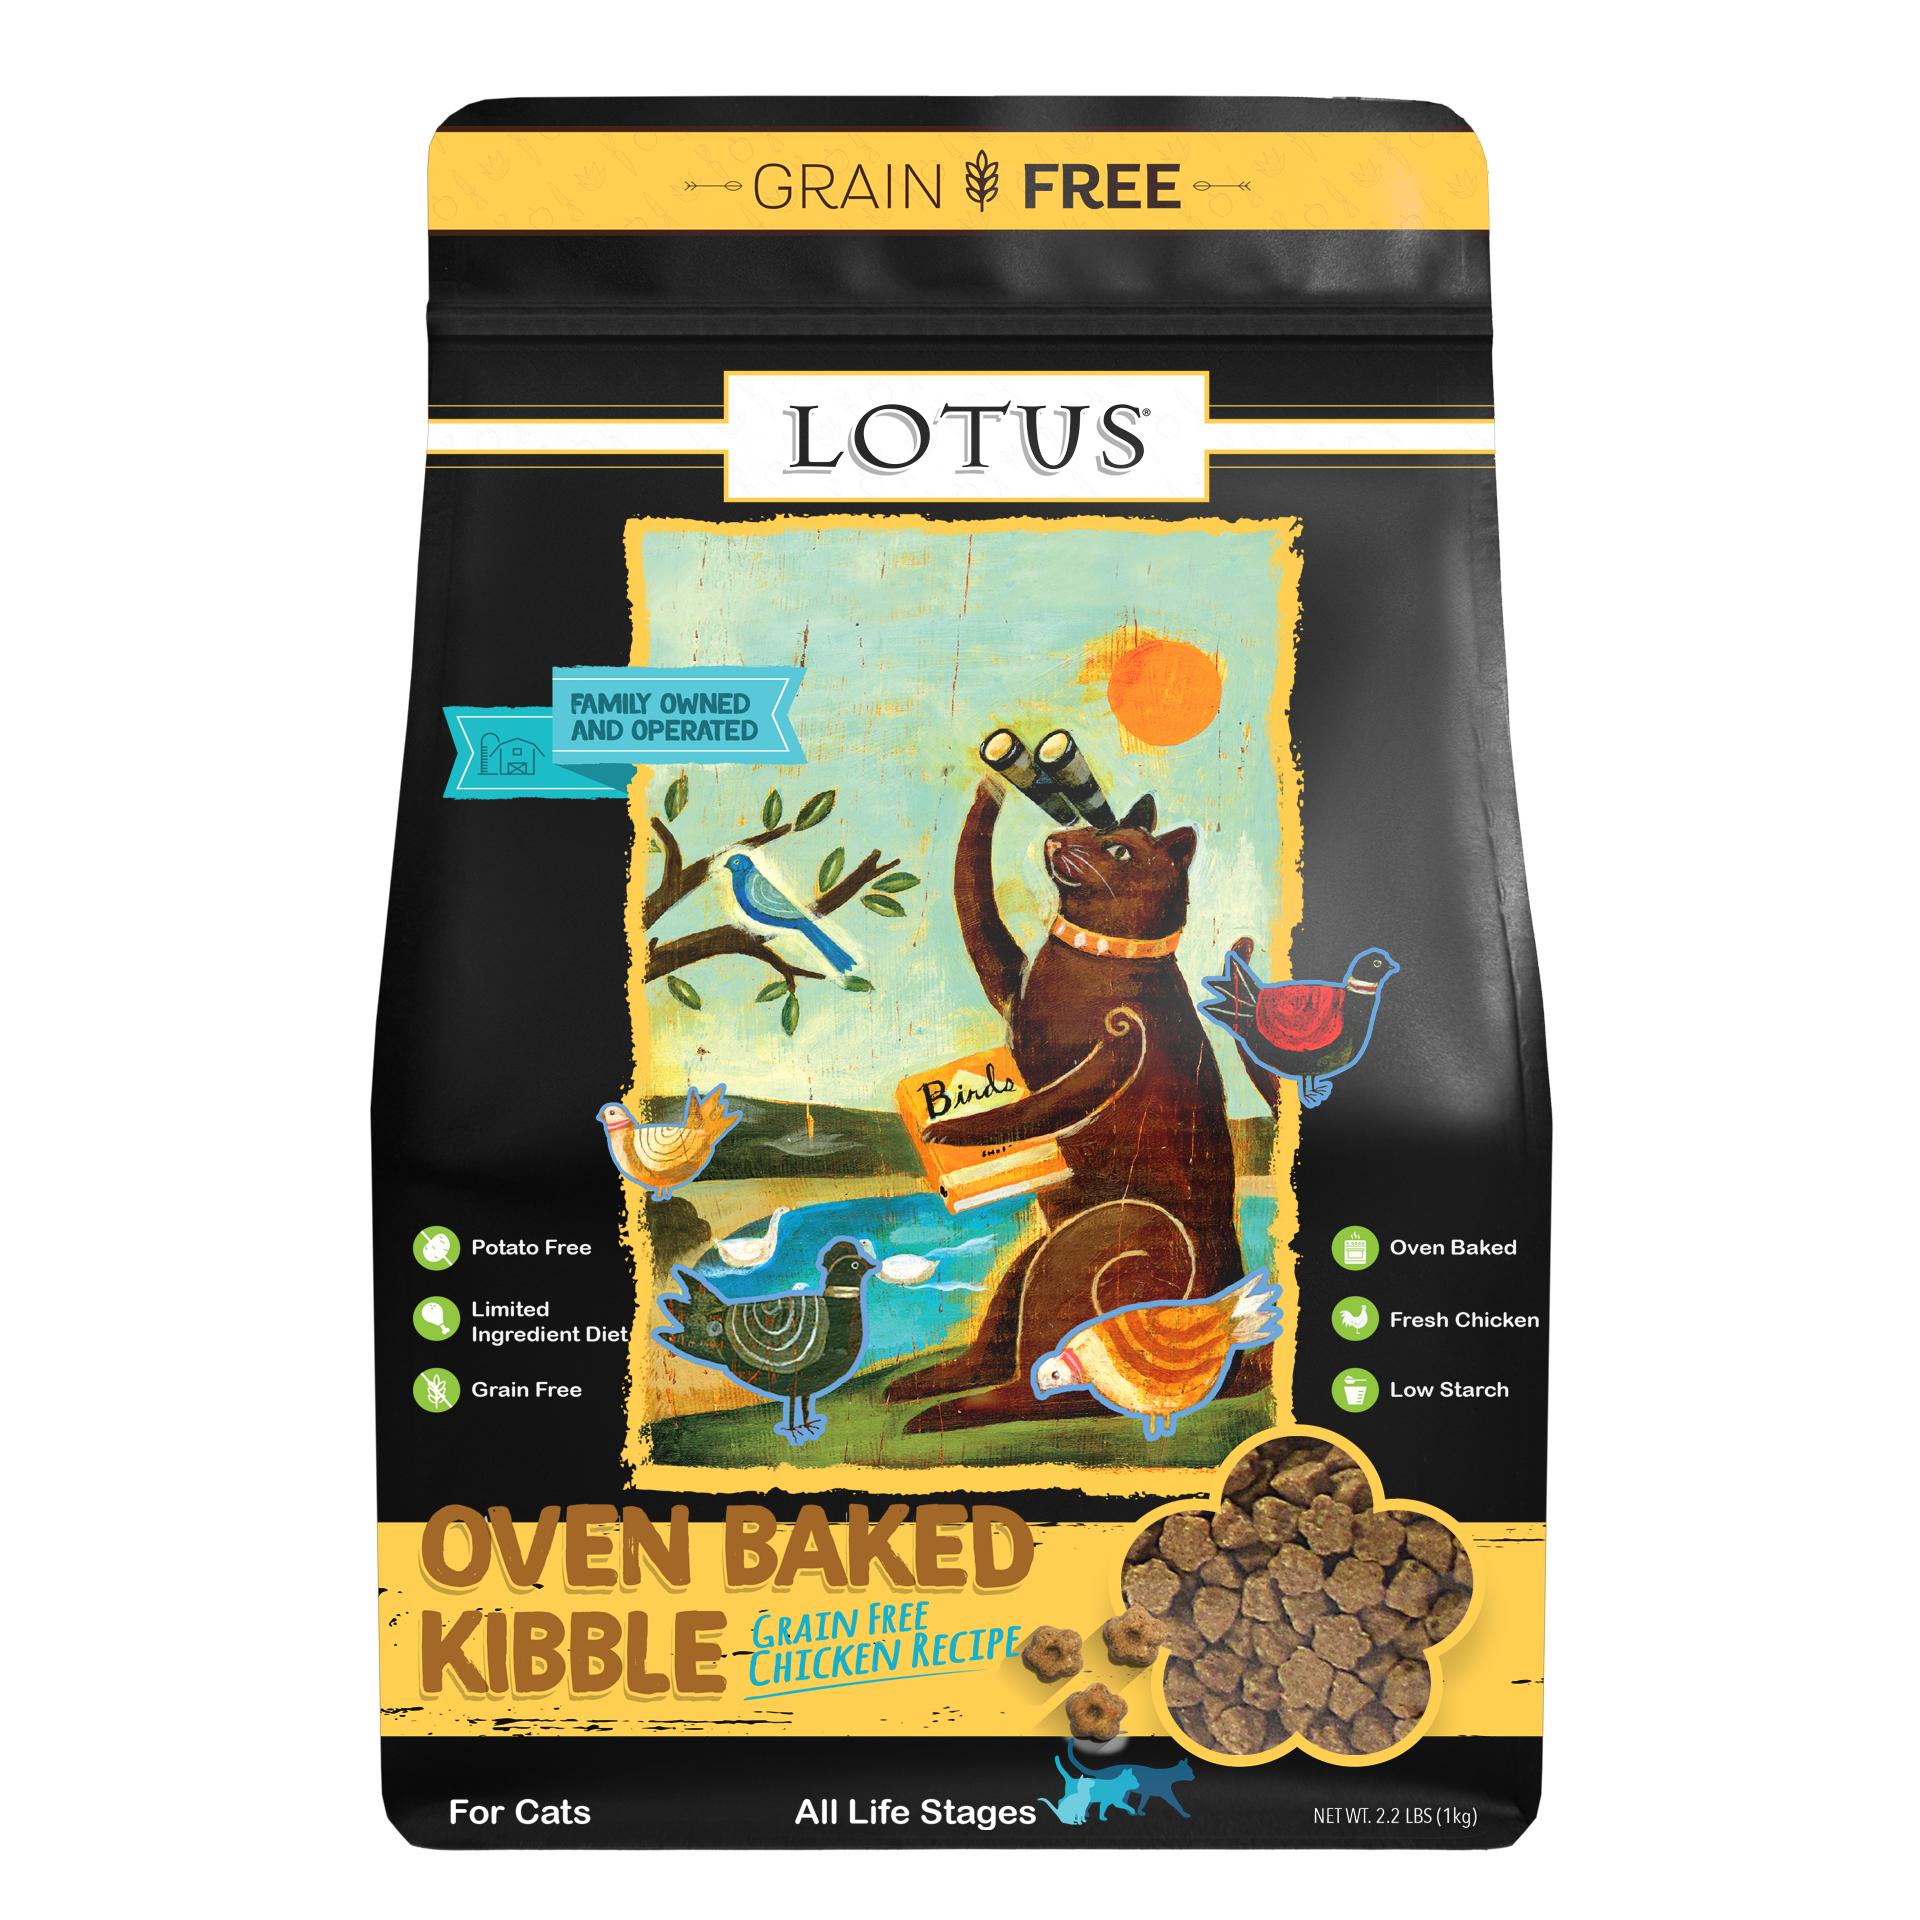 GRAIN FREE
LOTUS®
FAMILY OWNED
AND OPERATED
Birds
Potato Free
Limited
Ingredient Diet
Grain Free
Oven Baked
Fresh Chicken
Low Starch
OVEN BAKED
KIBBLE
GRAIN FREE
CHICKEN RECIPE
For Cats
All Life Stages
NET WT. 2.2 LBS (1kg)